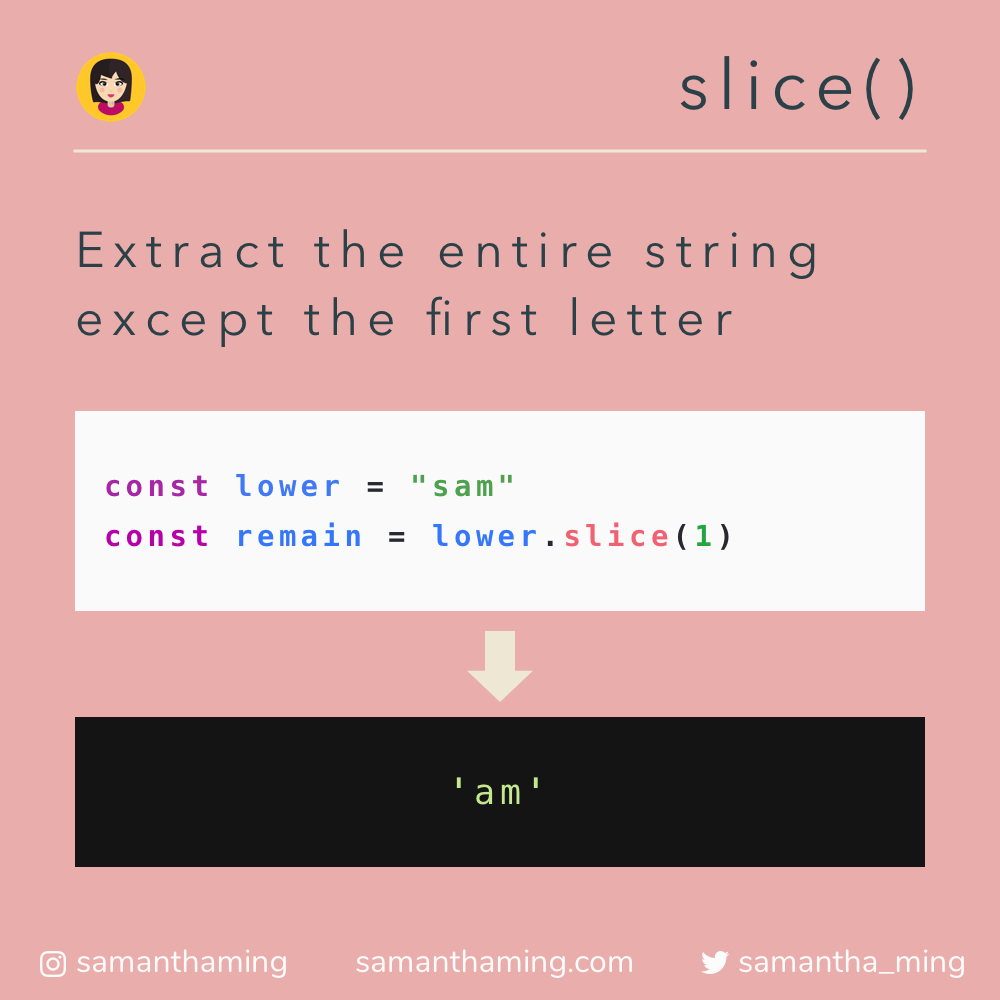 slice()
Extract the entire string
except the first letter
const lower = "sam"
const remain = lower.slice(1)
'am'
samanthaming samanthaming.com samantha_ming